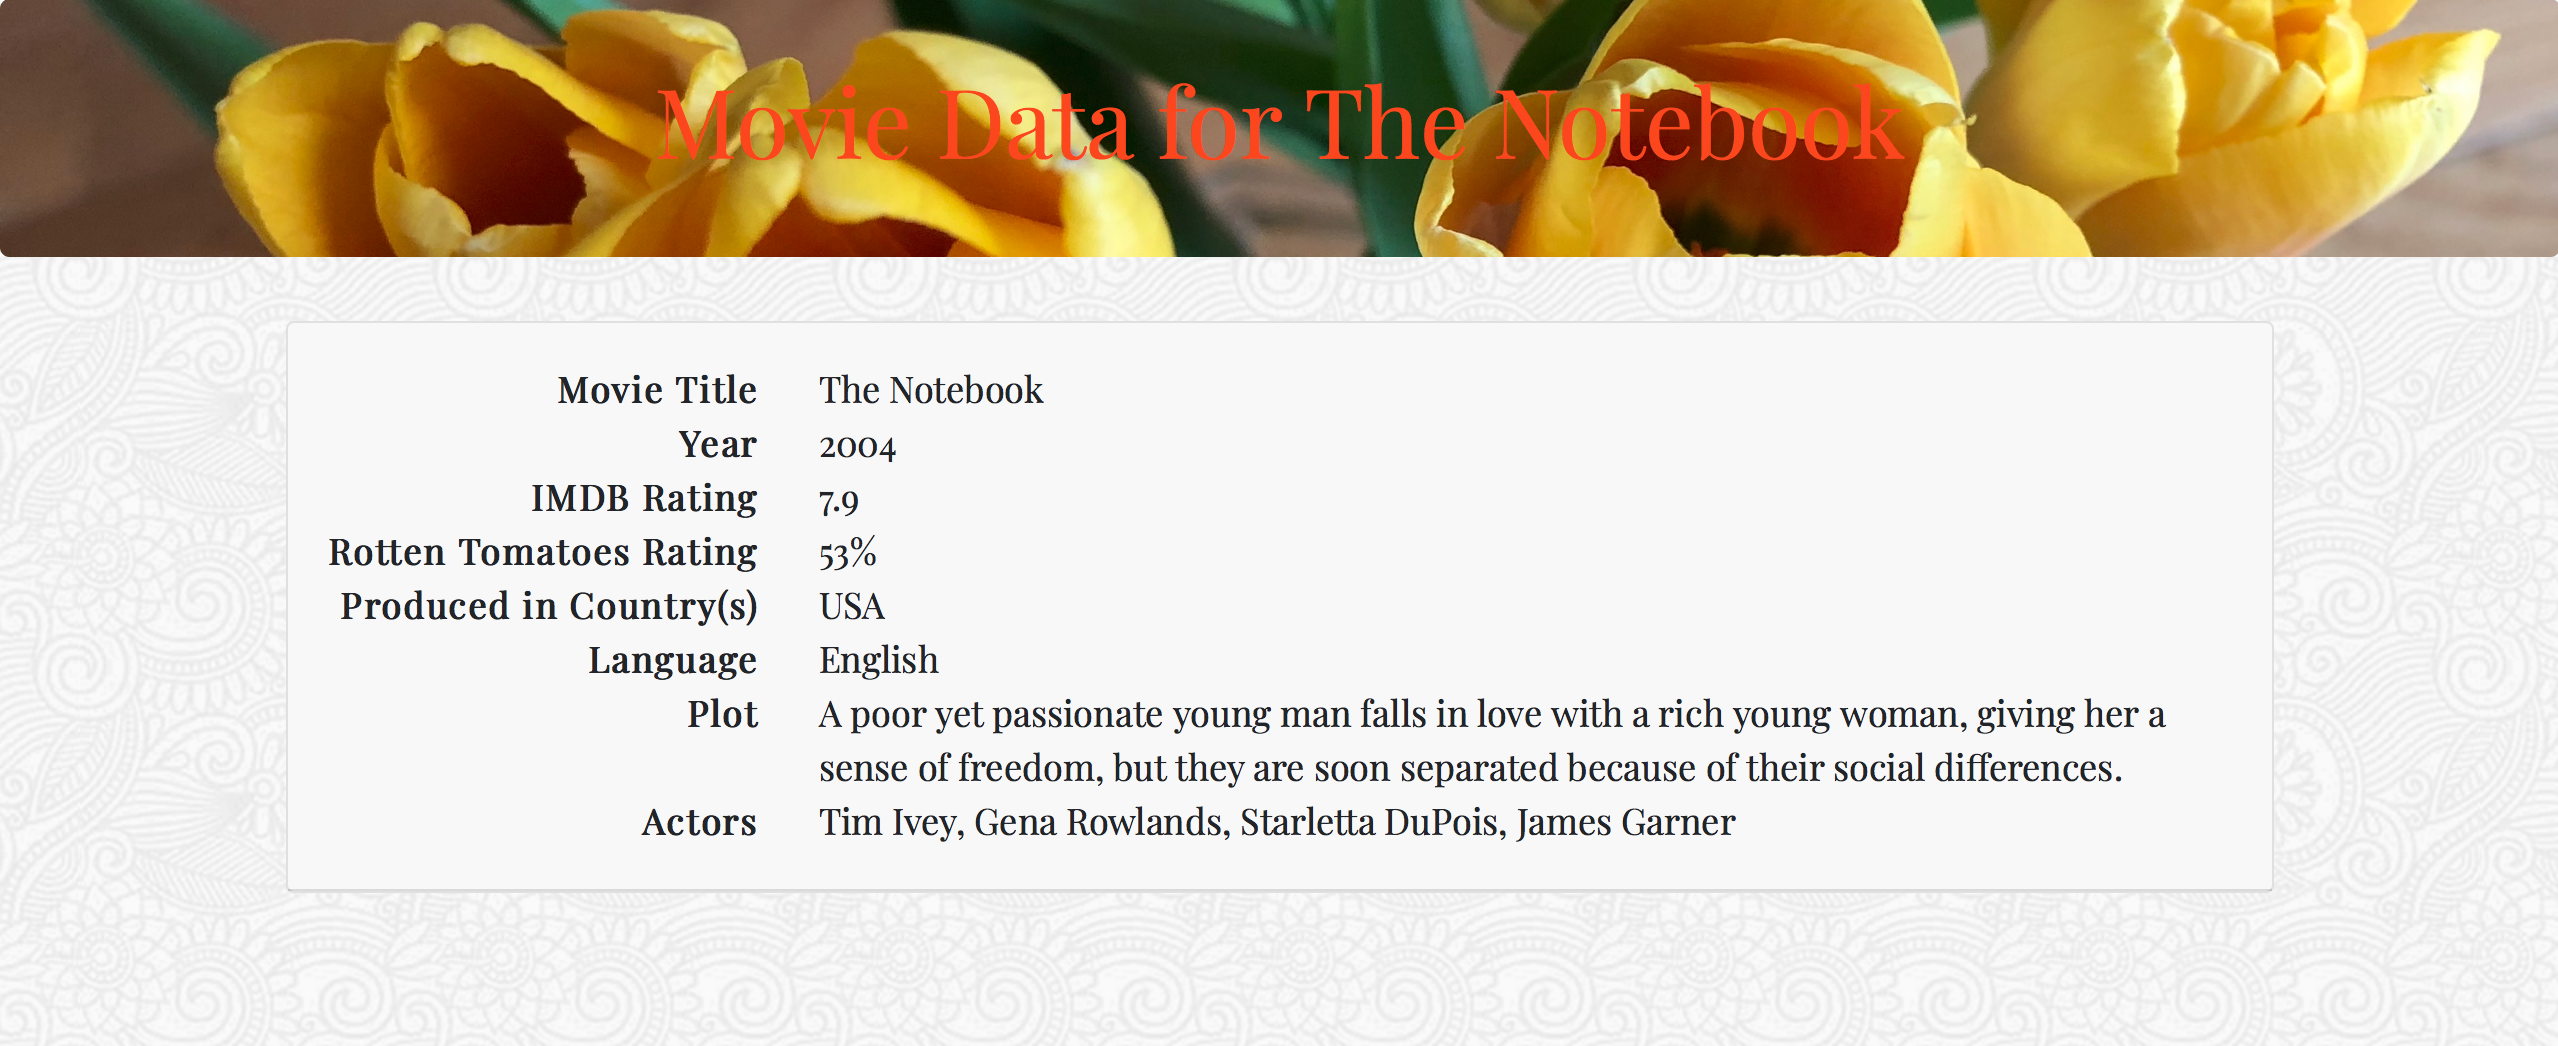 Movie Data for The Notebook
Movie Title The Notebook
Year 2004
IMDB Rating 7.9
Rotten Tomatoes Rating 53%
Produced in Country(s) USA
Language English
Plot A poor yet passionate young man falls in love with a rich young woman, giving her a
sense of freedom, but they are soon separated because of their social differences.
Actors Tim Ivey, Gena Rowlands, Starletta DuPois, James Garner